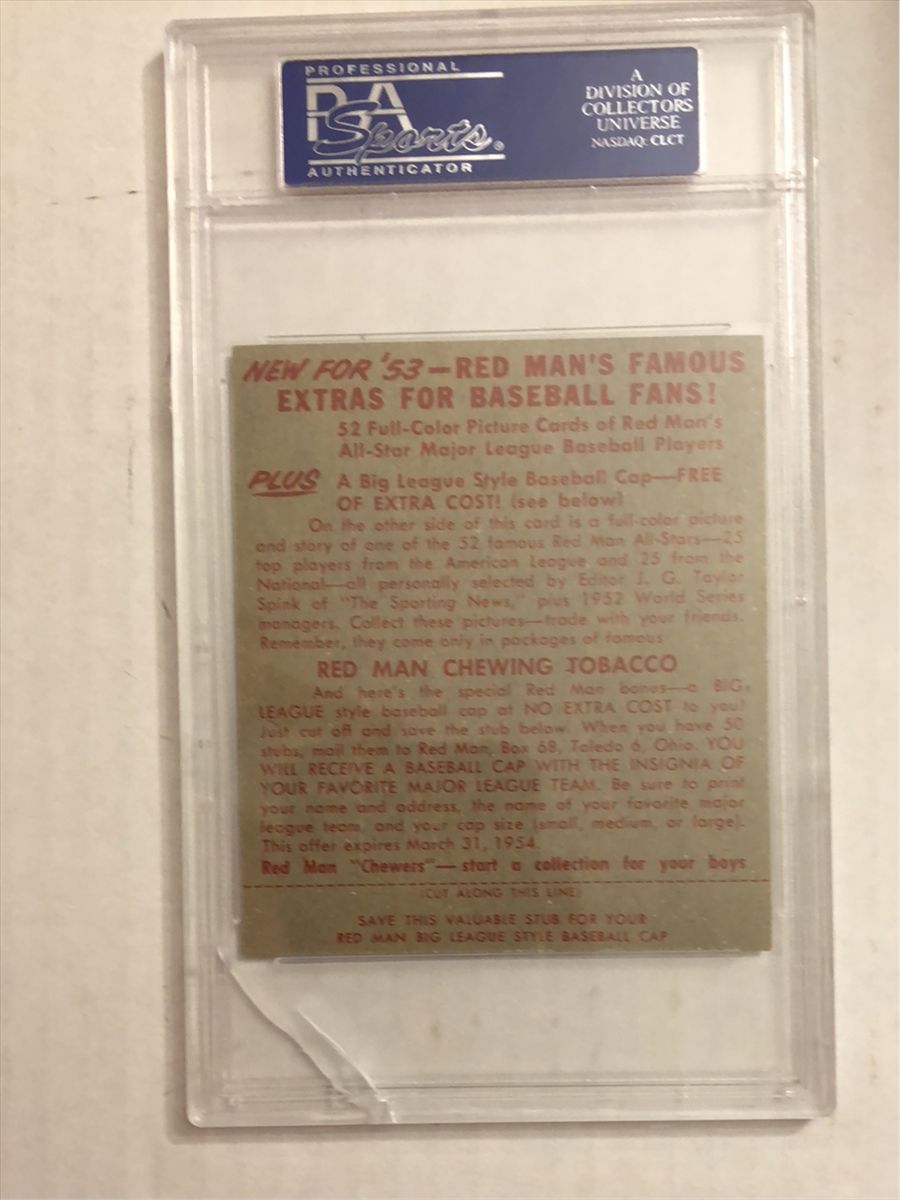 PROFESSIONAL
PSA
Sports
AUTHENTICATOR
A
DIVISION OF
COLLECTORS
UNIVERSE
NASDAQ: CLCT
NEW FOR '53—RED MAN'S FAMOUS
EXTRAS FOR BASEBALL FANS!
52 Full-Color Picture Cards of Red Man's
All-Star Major League Baseball Players
PLUS A Big League Style Baseball Cap—FREE
OF EXTRA COST! (see below)
On the other side of this card is a full-color picture
and story of one of the 52 famous Red Man All-Stars—25
top players from the American League and 25 from the
National—all personally selected by Editor J. G. Taylor
Spink of "The Sporting News," plus 1952 World Series
managers. Collect these pictures—trade with your friends.
Remember, they come only in packages of famous
RED MAN CHEWING TOBACCO
And here's the special Red Man bonus—a BIG
LEAGUE style baseball cap at NO EXTRA COST to you!
Just cut off and save the stub below. When you have 50
stubs, mail them to Red Man, Box 68, Toledo 6, Ohio. YOU
WILL RECEIVE A BASEBALL CAP WITH THE INSIGNIA OF
YOUR FAVORITE MAJOR LEAGUE TEAM. Be sure to print
your name and address, the name of your favorite major
league team, and your cap size (small, medium, or large).
This offer expires March 31, 1954.
Red Man "Chewers"—start a collection for your boys
(CUT ALONG THIS LINE)
SAVE THIS VALUABLE STUB FOR YOUR
RED MAN BIG LEAGUE STYLE BASEBALL CAP